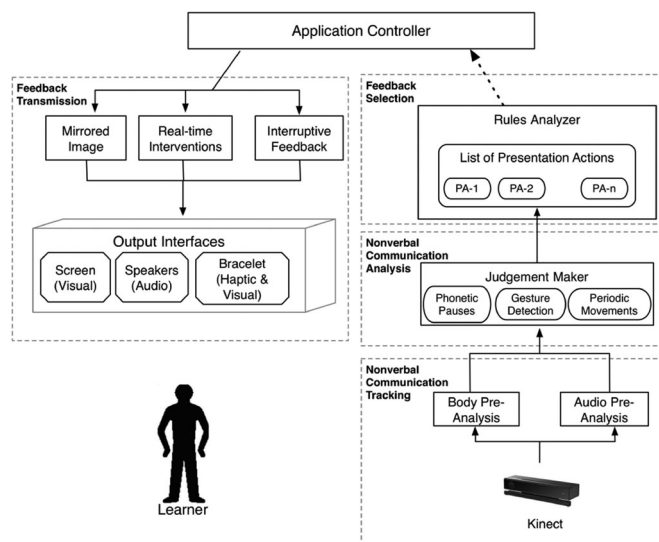 Application Controller
Feedback
Transmission
Mirrored
Image
Real-time
Interventions
Interruptive
Feedback
Output Interfaces
Screen
(Visual)
Speakers
(Audio)
Bracelet
(Haptic &
Visual)
Learner
Feedback
Selection
Rules Analyzer
List of Presentation Actions
PA-1
PA-2
PA-n
Nonverbal
Communication
Analysis
Judgement Maker
Phonetic
Pauses
Gesture
Detection
Periodic
Movements
Nonverbal
Communication
Tracking
Body Pre-
Analysis
Audio Pre-
Analysis
Kinect